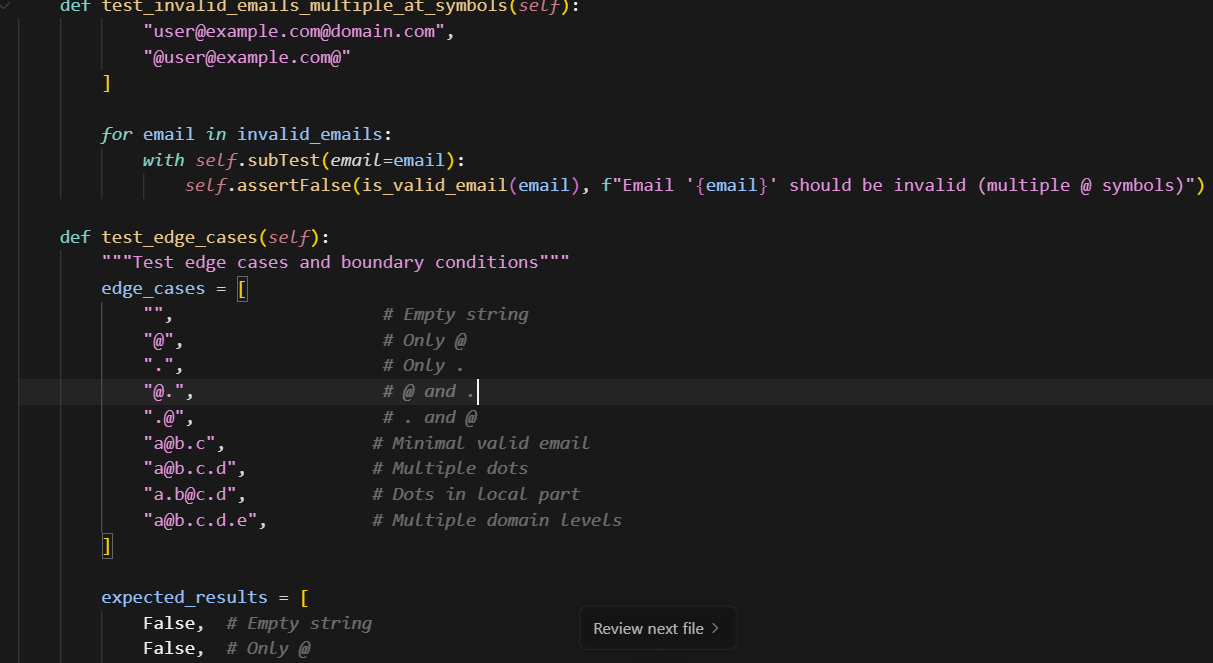 def test_invalid_emails_multiple_at_symbols(self):
"user@example.com@domain.com",
"@user@example.com@"
]
for email in invalid_emails:
with self.subTest(email=email):
self.assertFalse(is_valid_email(email), f"Email '{email}' should be invalid (multiple @ symbols)")
def test_edge_cases(self):
"""Test edge cases and boundary conditions"""
edge_cases = [
"", # Empty string
"@", # Only @
".", # Only .
"@.", # @ and .
".@", # . and @
"a@b.c", # Minimal valid email
"a@b.c.d", # Multiple dots
"a.b@c.d", # Dots in local part
"a@b.c.d.e", # Multiple domain levels
]
expected_results = [
False, # Empty string
False, # Only @
Review next file >